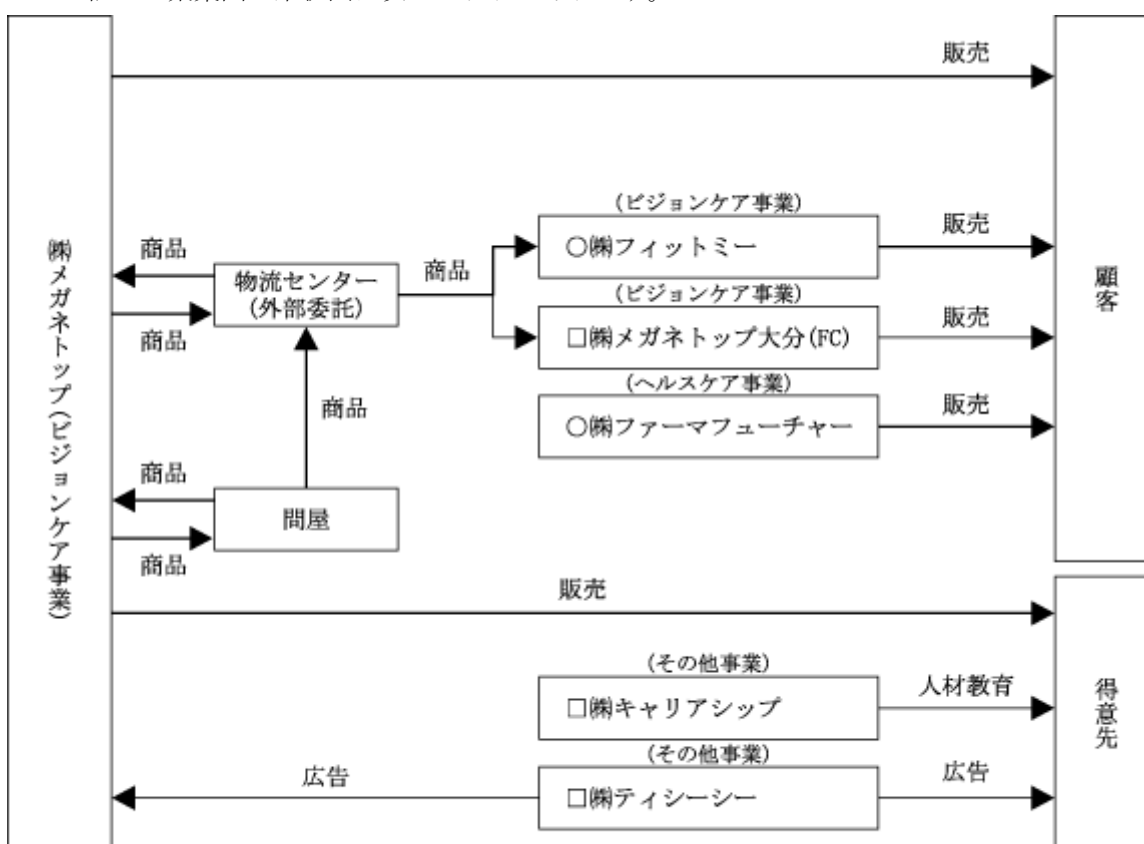 販売
(ビジョンケア事業)
○㈱フィットミー
販売
商品
物流センター
(外部委託)
商品
商品
(ビジョンケア事業)
□㈱メガネトップ大分(FC)
販売
(ヘルスケア事業)
○㈱ファーマフューチャー
販売
商品
商品
問屋
商品
㈱メガネトップ(ビジョンケア事業)
顧客
販売
(その他事業)
□㈱キャリアシップ
人材教育
(その他事業)
□㈱ティシーシー
広告
広告
得意先